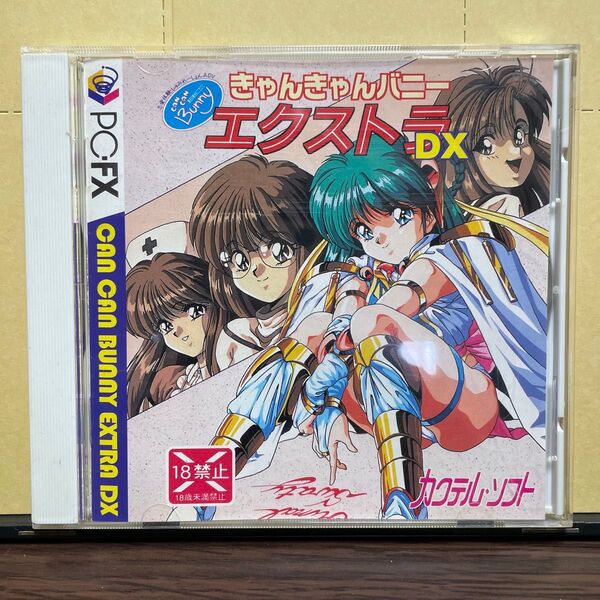 PC-FX
CAN CAN BUNNY EXTRA DX
CAN
CAN
Bunny
きゃんきゃんバニー
エクストラ
DX
18禁止
18歳未満禁止
カクテル・ソフト